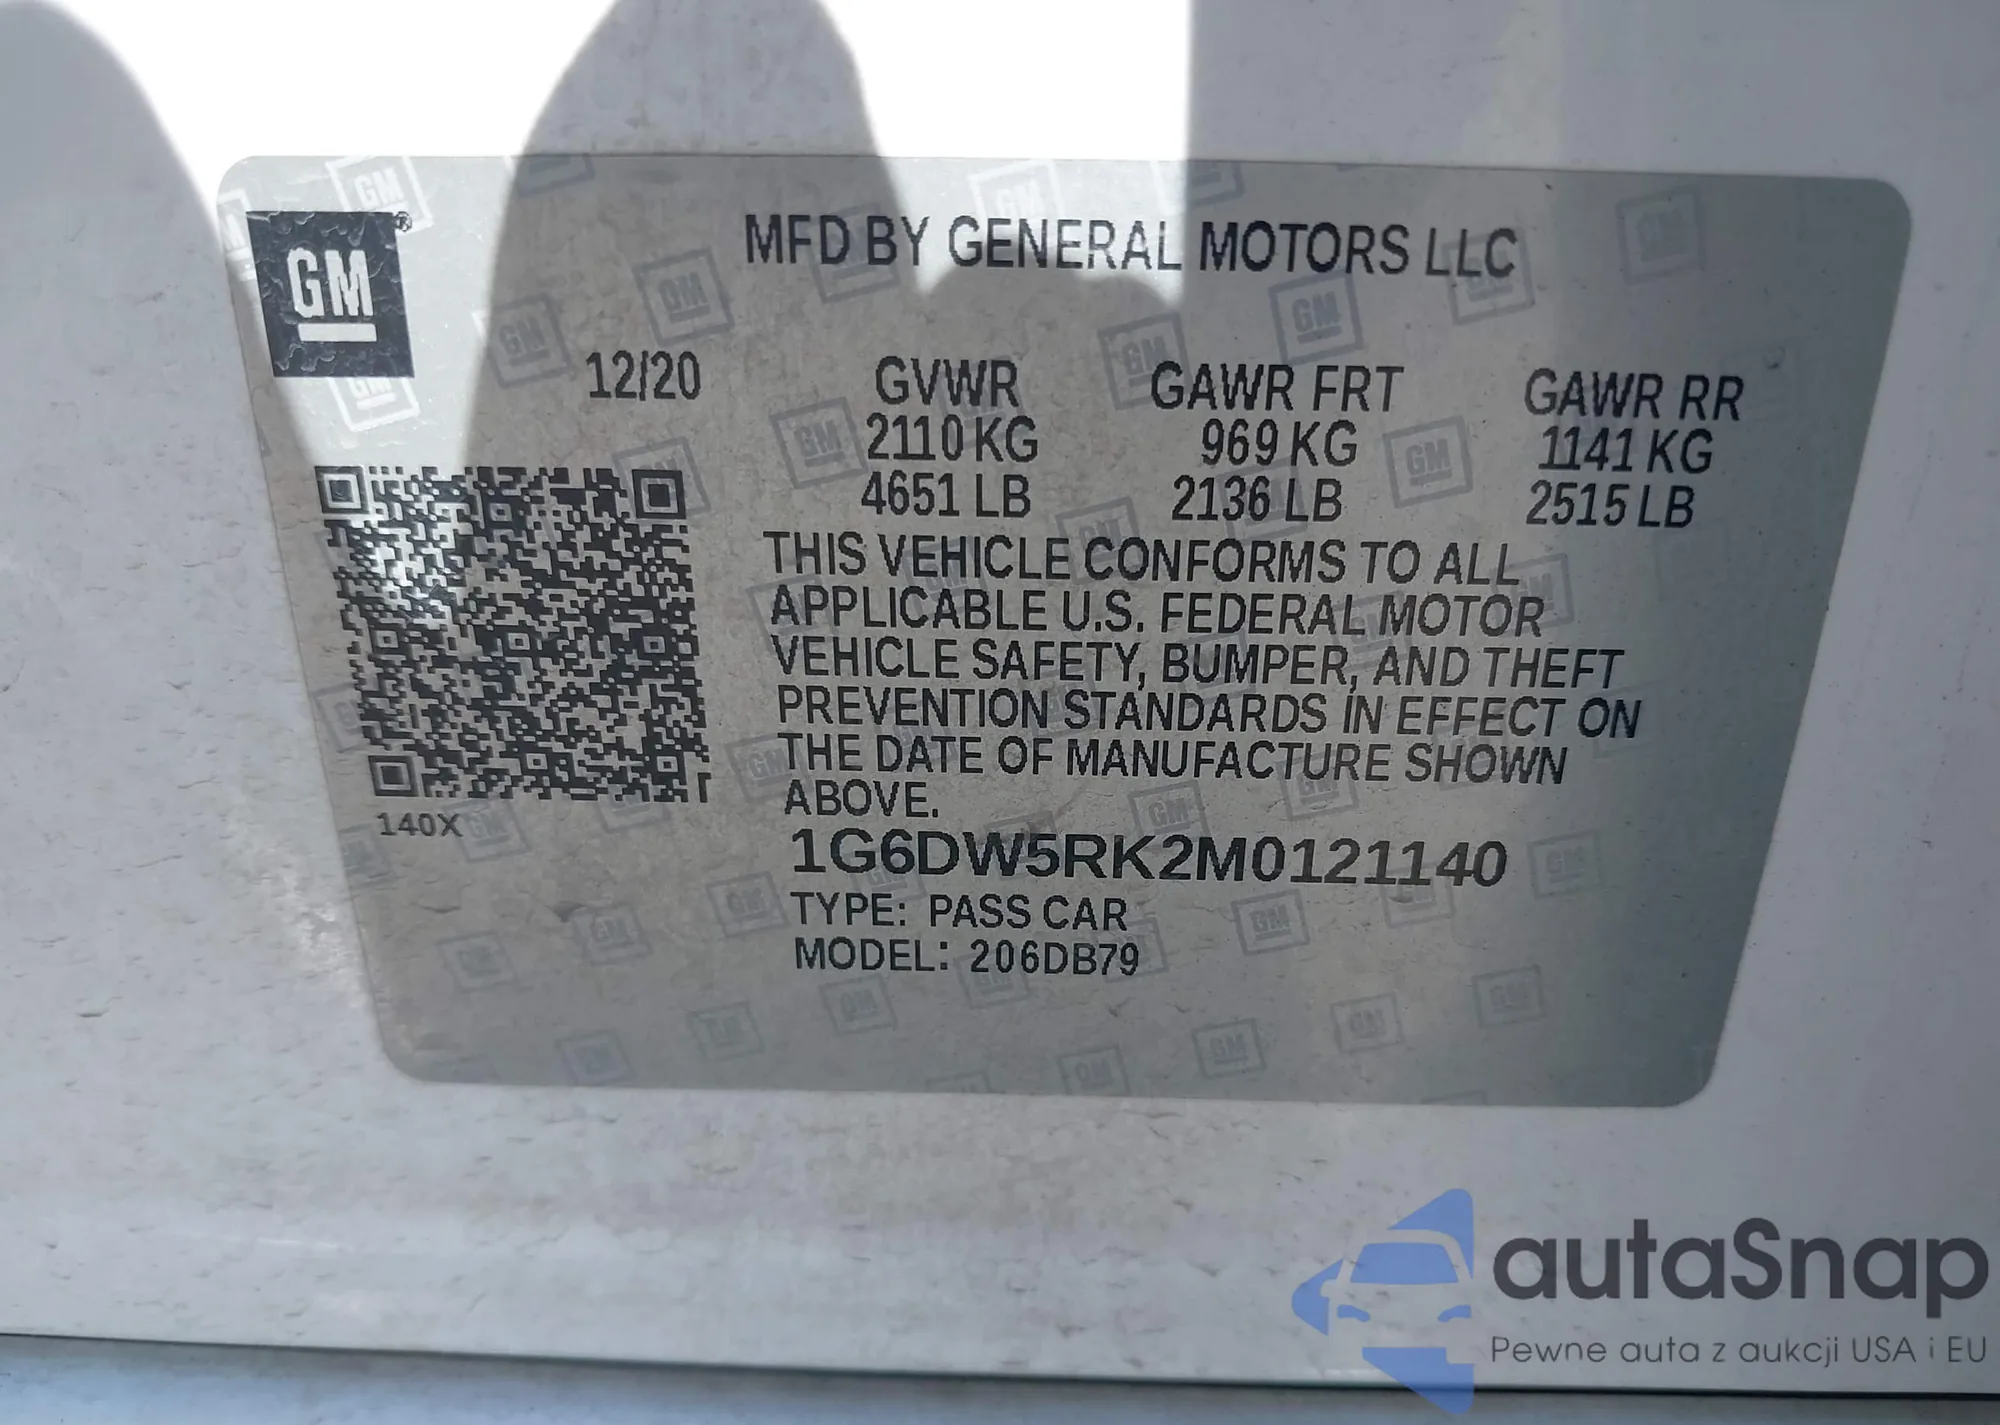 GM
MFD BY GENERAL MOTORS LLC
12/20
GVWR
2110 KG
4651 LB
GAWR FRT
969 KG
2136 LB
GAWR RR
1141 KG
2515 LB
THIS VEHICLE CONFORMS TO ALL
APPLICABLE U.S. FEDERAL MOTOR
VEHICLE SAFETY, BUMPER, AND THEFT
PREVENTION STANDARDS IN EFFECT ON
THE DATE OF MANUFACTURE SHOWN
ABOVE.
140X
1G6DW5RK2M0121140
TYPE: PASS CAR
MODEL: 206DB79
autaSnap
Pewne auta z aukcji USA i EU